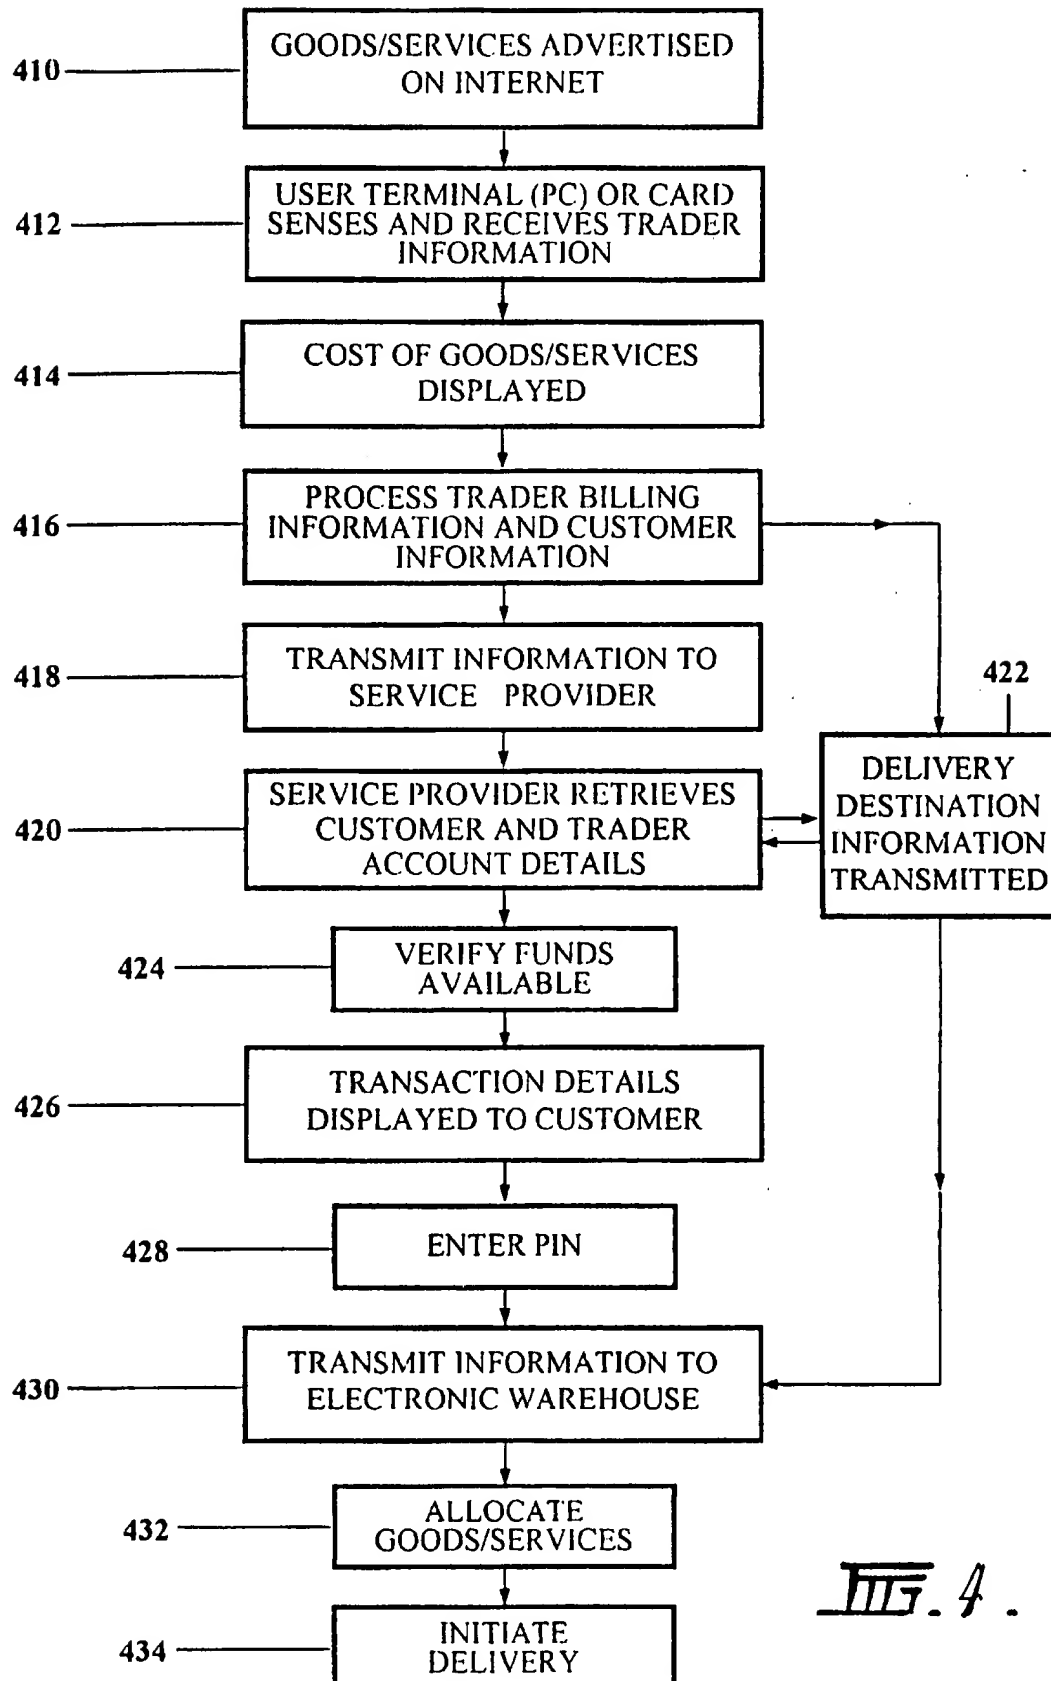 GOODS/SERVICES ADVERTISED
ON INTERNET
410
USER TERMINAL (PC) OR CARD
SENSES AND RECEIVES TRADER
INFORMATION
412
COST OF GOODS/SERVICES
DISPLAYED
414
PROCESS TRADER BILLING
INFORMATION AND CUSTOMER
INFORMATION
416
TRANSMIT INFORMATION TO
SERVICE PROVIDER
418
422
DELIVERY
DESTINATION
INFORMATION
TRANSMITTED
SERVICE PROVIDER RETRIEVES
CUSTOMER AND TRADER
ACCOUNT DETAILS
420
VERIFY FUNDS
AVAILABLE
424
TRANSACTION DETAILS
DISPLAYED TO CUSTOMER
426
ENTER PIN
428
TRANSMIT INFORMATION TO
ELECTRONIC WAREHOUSE
430
ALLOCATE
GOODS/SERVICES
432
INITIATE
DELIVERY
434
FIG. 4.